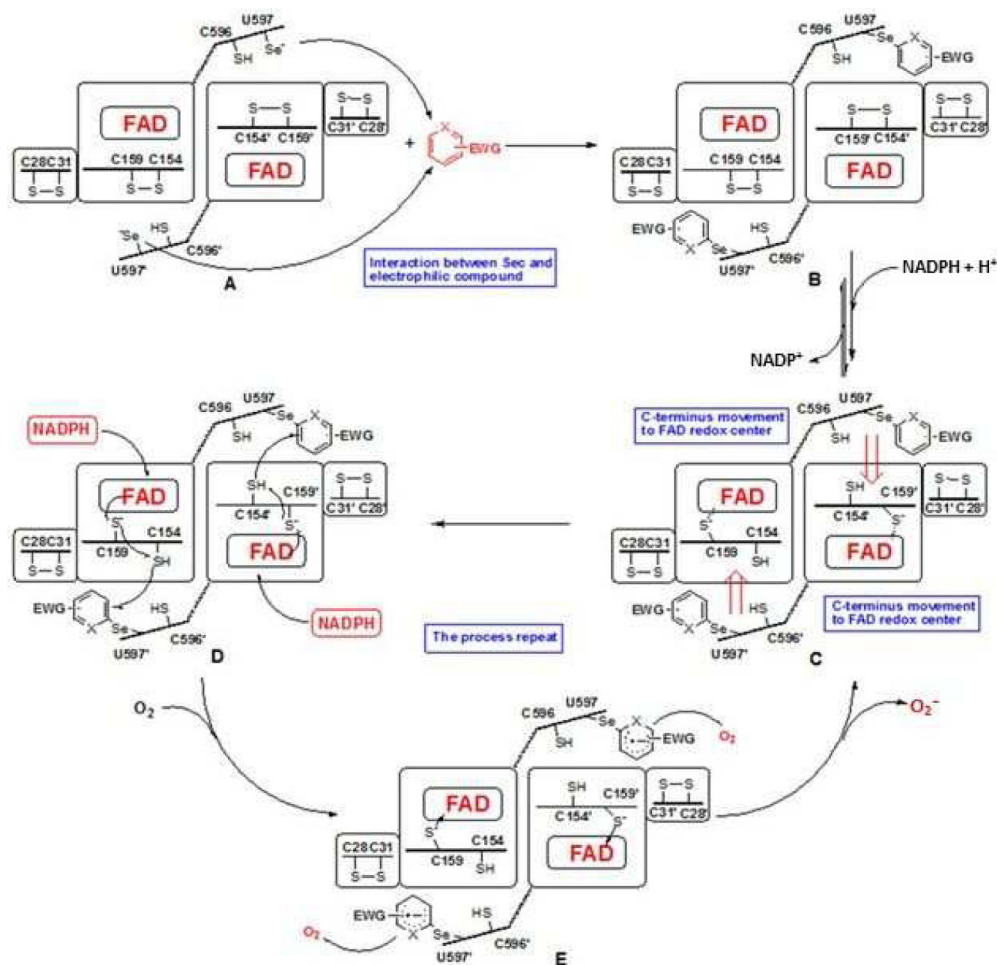 U597
C596
Se⁻
SH
FAD
S—S
C154' C159'
S—S
C31' C28'
C28C31
S—S
C159 C154
S—S
FAD
+
X
EWG
HS
⁻Se
C596'
U597'
A
Interaction between Sec and
electrophilic compound
U597
C596
Se
X
SH
EWG
FAD
S—S
C159' C154'
S—S
C31' C28'
C28C31
S—S
C159 C154
S—S
FAD
HS
EWG
X
Se
C596'
U597'
B
NADPH + H⁺
NADP⁺
U597
C596
Se
X
SH
EWG
NADPH
FAD
SH
C159'
C154'
S⁻
S—S
C31' C28'
C28C31
S—S
S⁻
C154
C159
SH
FAD
EWG
X
Se
HS
C596'
U597'
NADPH
D
The process repeat
C-terminus movement
to FAD redox center
U597
C596
Se
X
SH
EWG
FAD
SH
C159'
C154'
S⁻
S—S
C31' C28'
C28C31
S—S
S⁻
C154
C159
SH
FAD
EWG
X
Se
HS
C596'
U597'
C
C-terminus movement
to FAD redox center
O₂
O₂⁻
U597
C596
Se
X
SH
EWG
O₂
FAD
SH
C159'
C154'
S⁻
S—S
C31' C28'
C28C31
S—S
S
C154
C159
SH
FAD
EWG
X
Se
HS
O₂
C596'
U597'
E